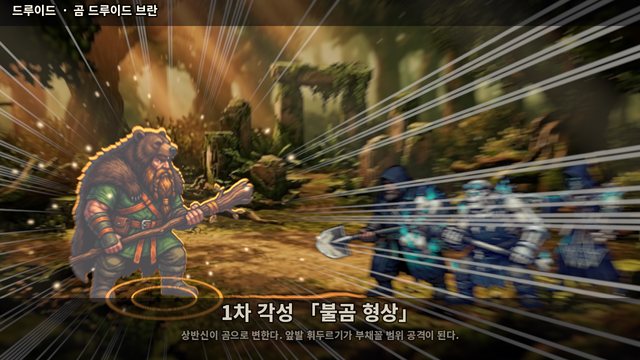 드루이드 · 곰 드루이드 브란
1차 각성 「불곰 형상」
상반신이 곰으로 변한다. 앞발 휘두르기가 부채꼴 범위 공격이 된다.